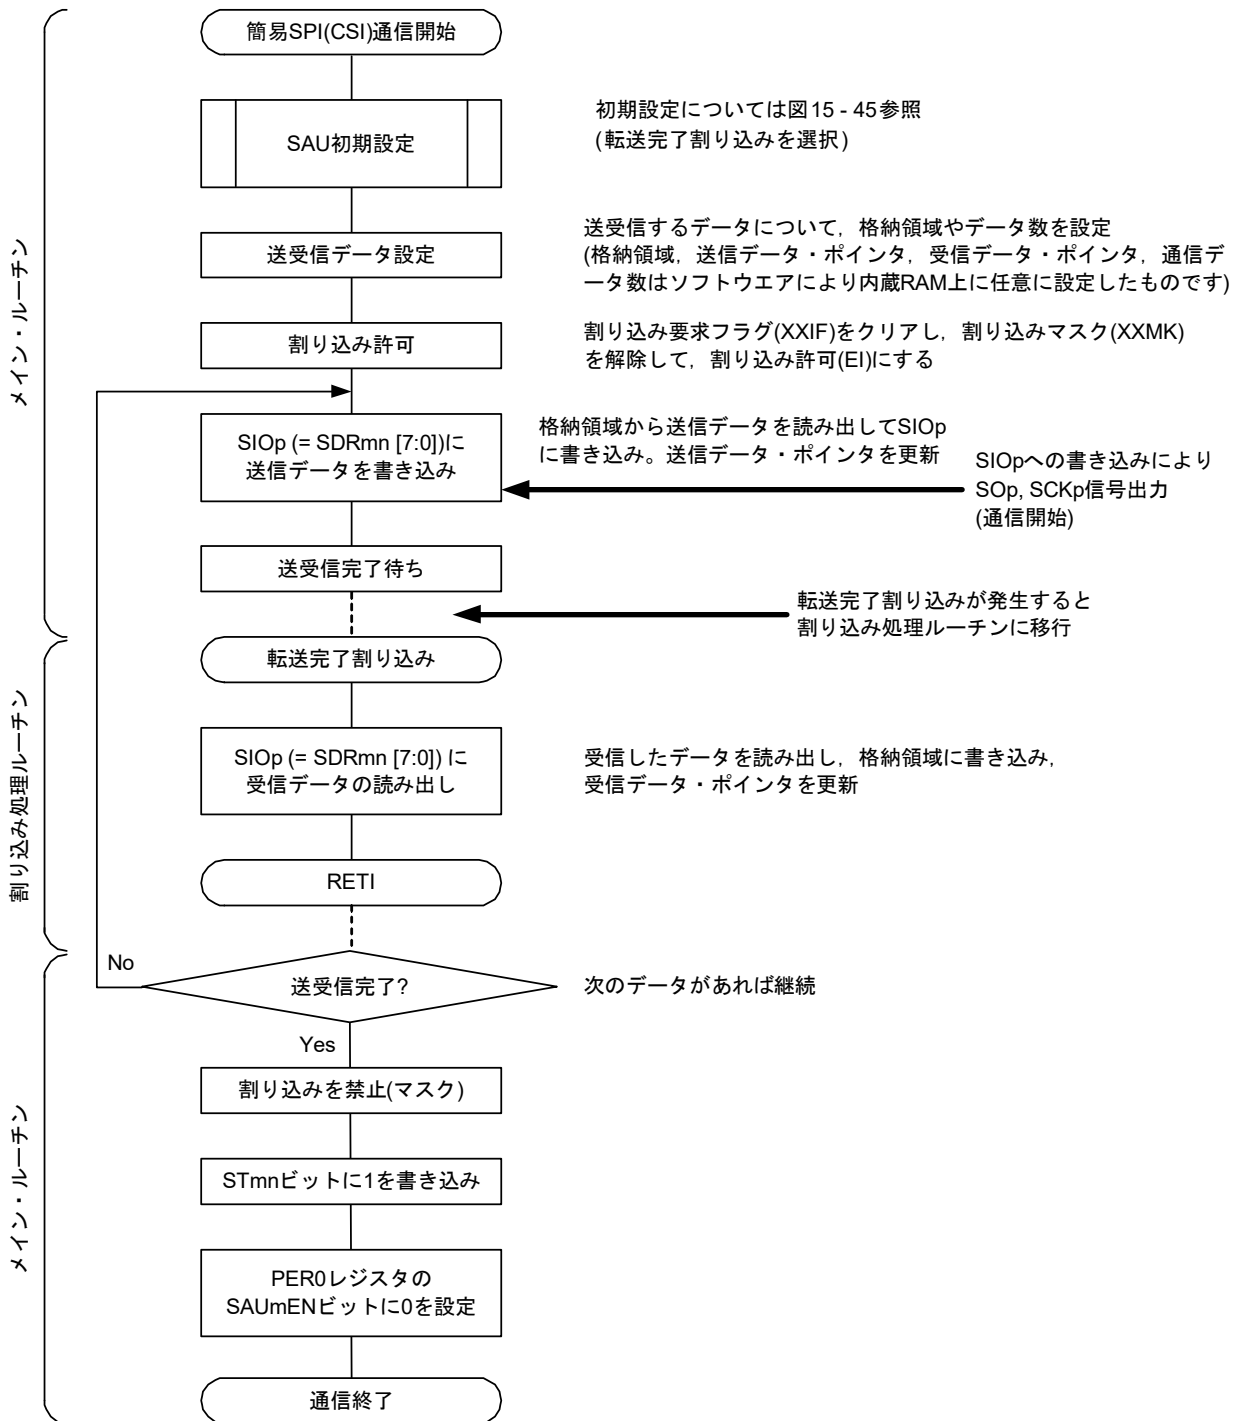 簡易SPI(CSI)通信開始
SAU初期設定
初期設定については図15 - 45参照
(転送完了割り込みを選択)
メイン・ルーチン
送受信データ設定
送受信するデータについて，格納領域やデータ数を設定
(格納領域，送信データ・ポインタ，受信データ・ポインタ，通信デ
ータ数はソフトウエアにより内蔵RAM上に任意に設定したものです)
割り込み許可
割り込み要求フラグ(XXIF)をクリアし，割り込みマスク(XXMK)
を解除して，割り込み許可(EI)にする
SIOp (= SDRmn [7:0])に
送信データを書き込み
格納領域から送信データを読み出してSIOp
に書き込み。送信データ・ポインタを更新
SIOpへの書き込みにより
SOp, SCKp信号出力
(通信開始)
送受信完了待ち
転送完了割り込みが発生すると
割り込み処理ルーチンに移行
割り込み処理ルーチン
転送完了割り込み
SIOp (= SDRmn [7:0]) に
受信データの読み出し
受信したデータを読み出し，格納領域に書き込み，
受信データ・ポインタを更新
RETI
No
送受信完了?
次のデータがあれば継続
Yes
メイン・ルーチン
割り込みを禁止(マスク)
STmnビットに1を書き込み
PER0レジスタの
SAUmENビットに0を設定
通信終了